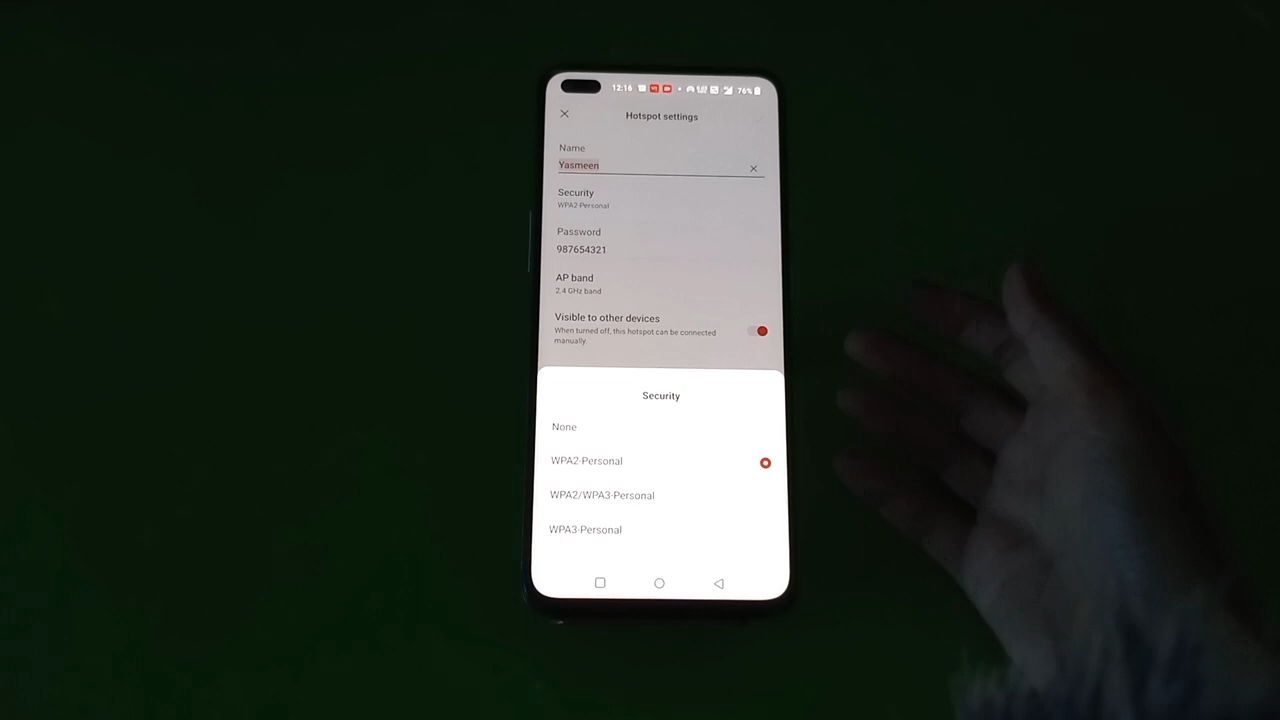 12:16
76%
Hotspot settings
Name
Yasmeen
Security
WPA2-Personal
Password
987654321
AP band
2.4 GHz band
Visible to other devices
When turned off, this hotspot can be connected
manually.
Security
None
WPA2-Personal
WPA2/WPA3-Personal
WPA3-Personal